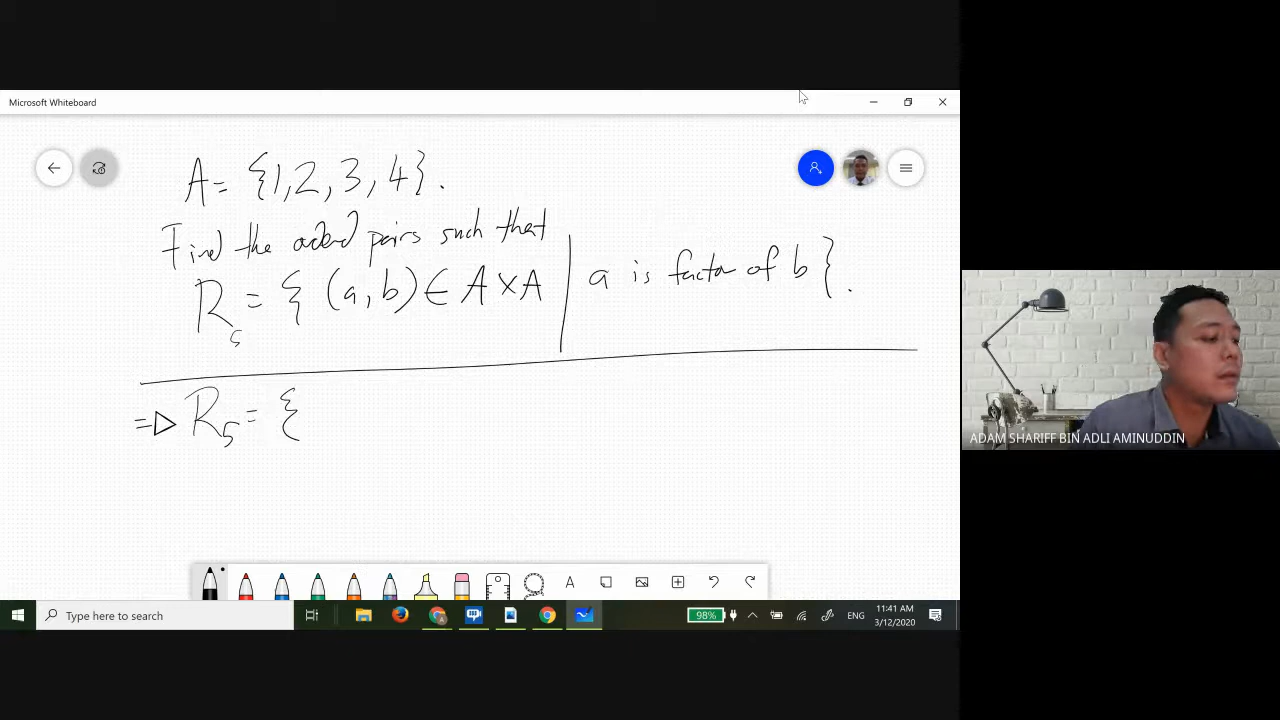 Microsoft Whiteboard
A = {1,2,3,4}.
Find the ordered pairs such that
R₅ = { (a,b) ∈ A × A | a is factor of b }.
=▷ R₅ = {
ADAM SHARIFF BIN ADLI AMINUDDIN
A
Type here to search
98%
ENG
11:41 AM
3/12/2020